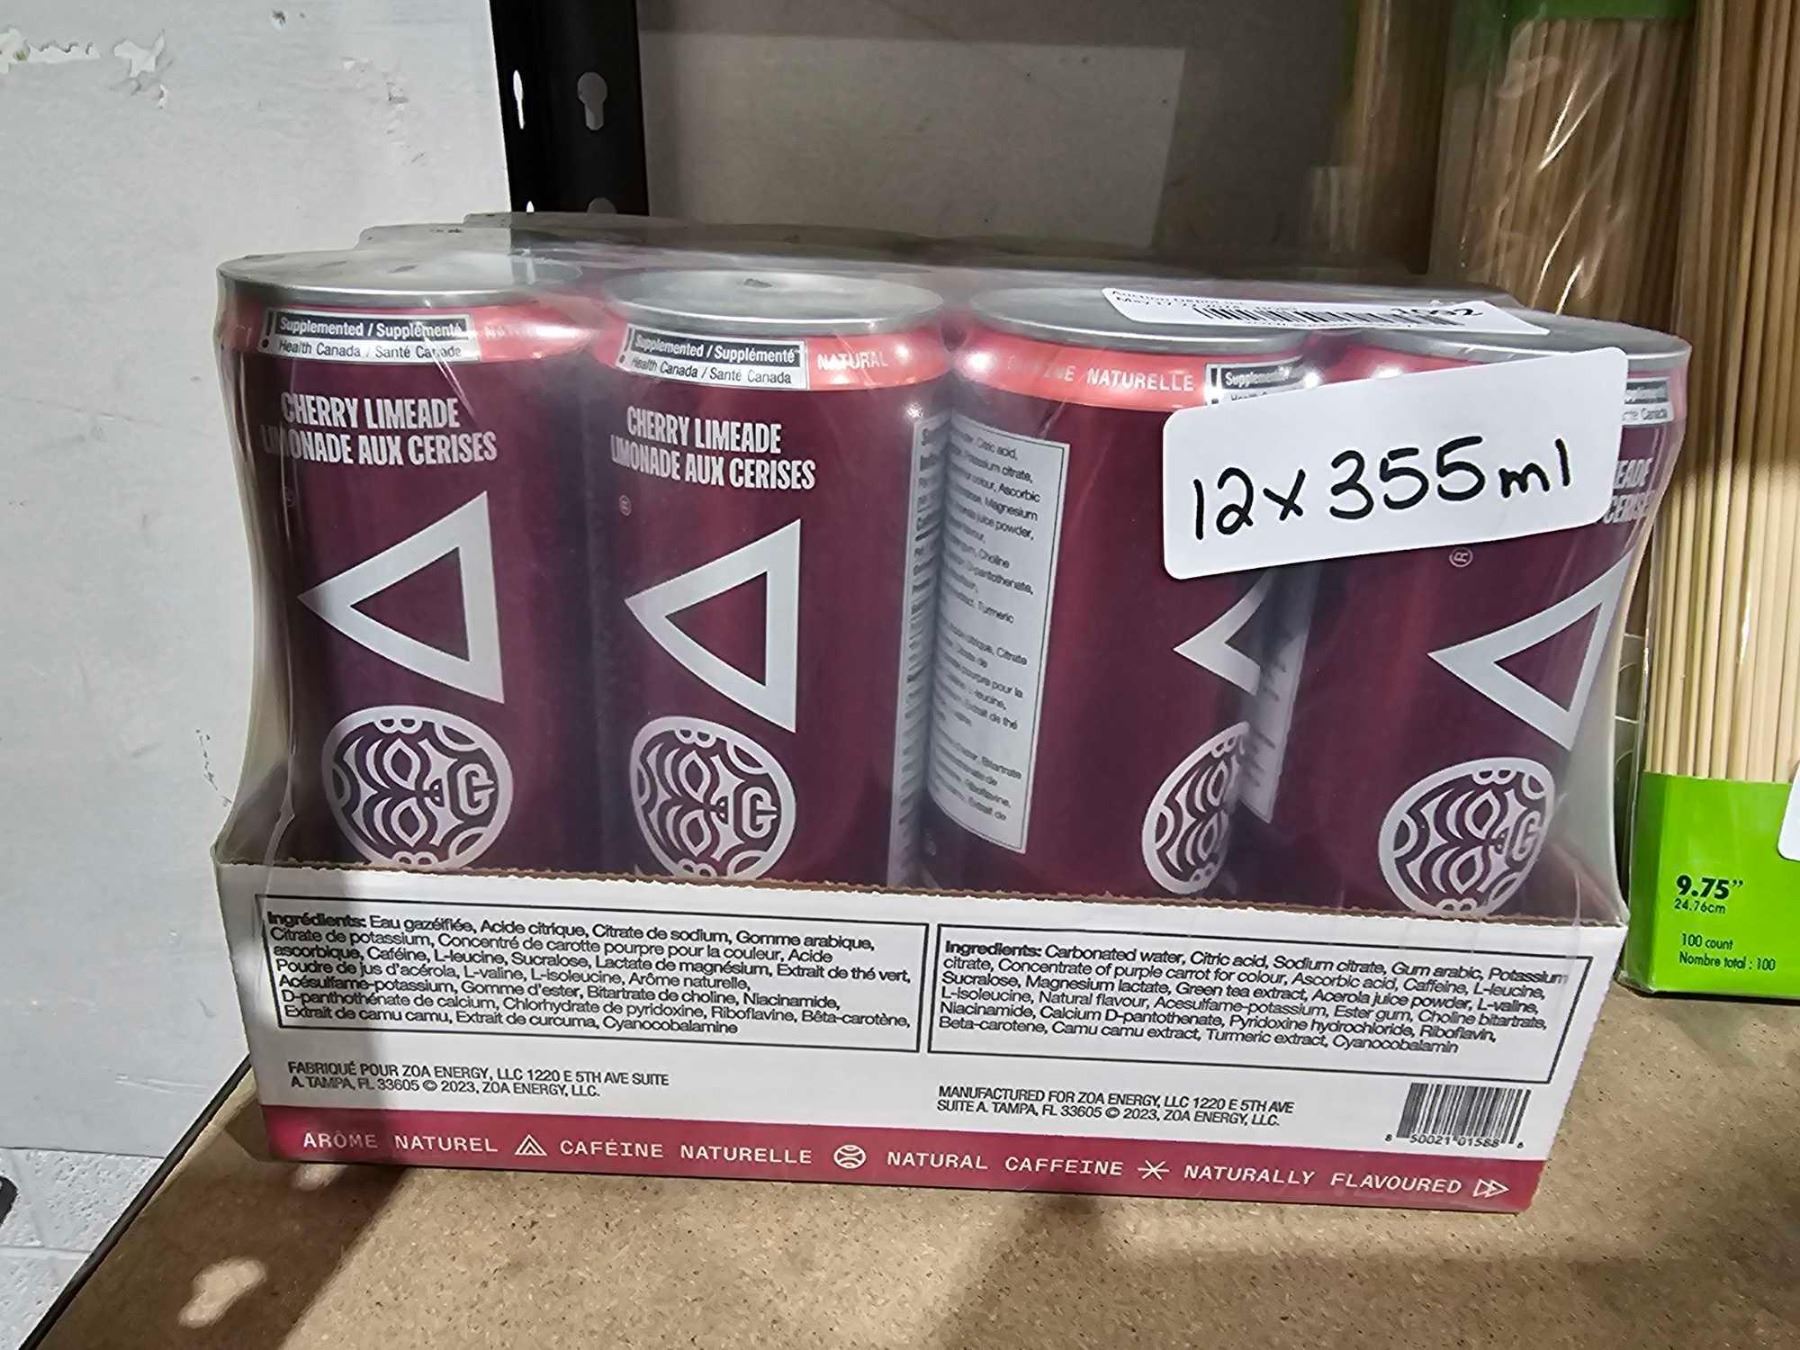 Supplemented / Supplémenté
Health Canada / Santé Canada
CHERRY LIMEADE
LIMONADE AUX CERISES
Supplemented / Supplémenté
Health Canada / Santé Canada
NATURAL
CHERRY LIMEADE
LIMONADE AUX CERISES
®
NATURELLE
12x355ml
®
Ingrédients: Eau gazéifiée, Acide citrique, Citrate de sodium, Gomme arabique,
Citrate de potassium, Concentré de carotte pourpre pour la couleur, Acide
ascorbique, Caféine, L-leucine, Sucralose, Lactate de magnésium, Extrait de thé vert,
Poudre de jus d'acérola, L-valine, L-isoleucine, Arôme naturelle,
Acésulfame-potassium, Gomme d'ester, Bitartrate de choline, Niacinamide,
D-panthothénate de calcium, Chlorhydrate de pyridoxine, Riboflavine, Bêta-carotène,
Extrait de camu camu, Extrait de curcuma, Cyanocobalamine
Ingredients: Carbonated water, Citric acid, Sodium citrate, Gum arabic, Potassium
citrate, Concentrate of purple carrot for colour, Ascorbic acid, Caffeine, L-leucine,
Sucralose, Magnesium lactate, Green tea extract, Acerola juice powder, L-valine,
L-Isoleucine, Natural flavour, Acesulfame-potassium, Ester gum, Choline bitartrate,
Niacinamide, Calcium D-pantothenate, Pyridoxine hydrochloride, Riboflavin,
Beta-carotene, Camu camu extract, Turmeric extract, Cyanocobalamin
FABRIQUÉ POUR ZOA ENERGY, LLC 1220 E 5TH AVE SUITE
A. TAMPA, FL 33605 © 2023, ZOA ENERGY, LLC.
MANUFACTURED FOR ZOA ENERGY, LLC 1220 E 5TH AVE
SUITE A. TAMPA, FL 33605 © 2023, ZOA ENERGY, LLC.
8 50021 01588 6
ARÔME NATUREL CAFÉINE NATURELLE NATURAL CAFFEINE NATURALLY FLAVOURED
9.75"
24.76cm
100 count
Nombre total : 100